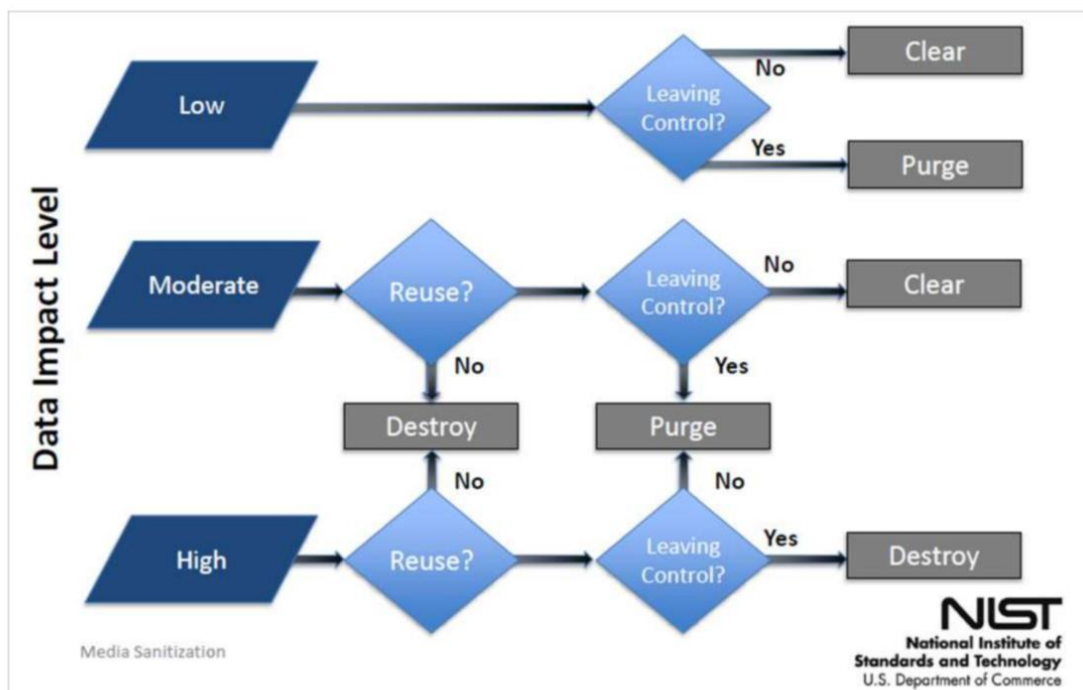 Data Impact Level
Low
Leaving
Control?
No
Clear
Yes
Purge
Moderate
Reuse?
Leaving
Control?
No
Clear
No
Yes
Destroy
Purge
No
No
High
Reuse?
Leaving
Control?
Yes
Destroy
Media Sanitization
NIST
National Institute of
Standards and Technology
U.S. Department of Commerce